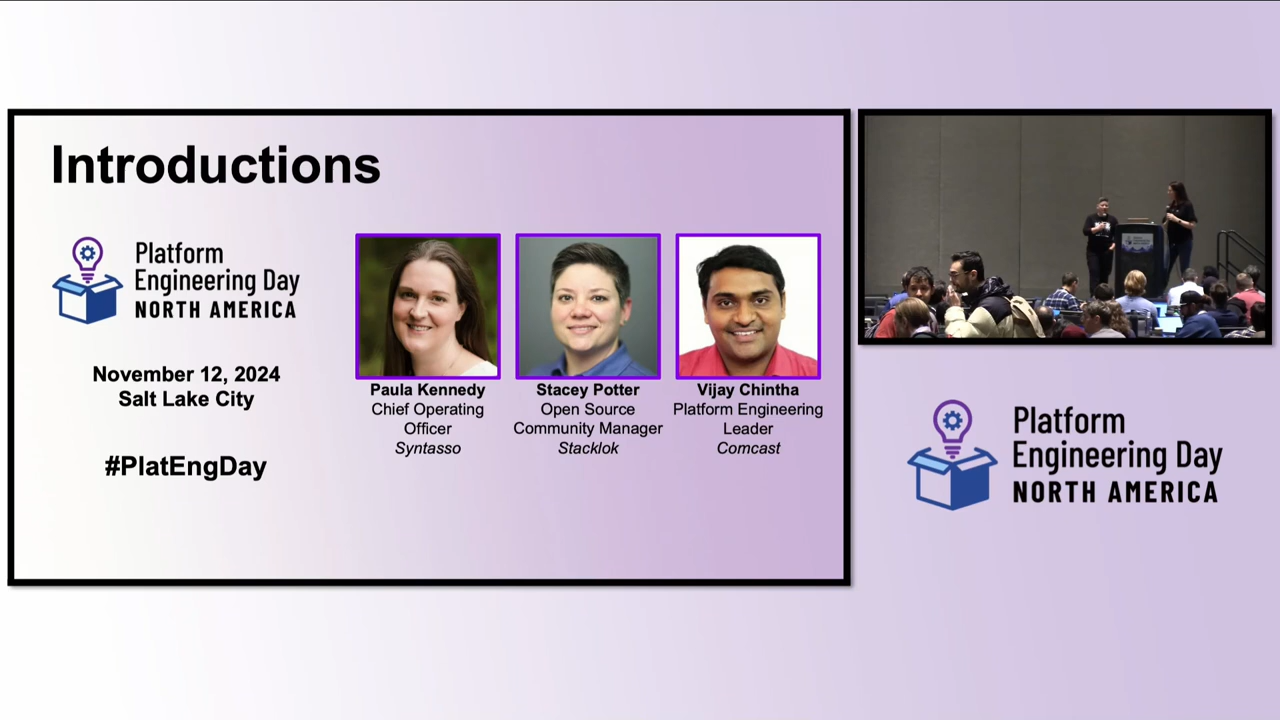 Introductions
Platform
Engineering Day
NORTH AMERICA
November 12, 2024
Salt Lake City
#PlatEngDay
Paula Kennedy
Chief Operating
Officer
Syntasso
Stacey Potter
Open Source
Community Manager
Stacklok
Vijay Chintha
Platform Engineering
Leader
Comcast
Platform
Engineering Day
NORTH AMERICA